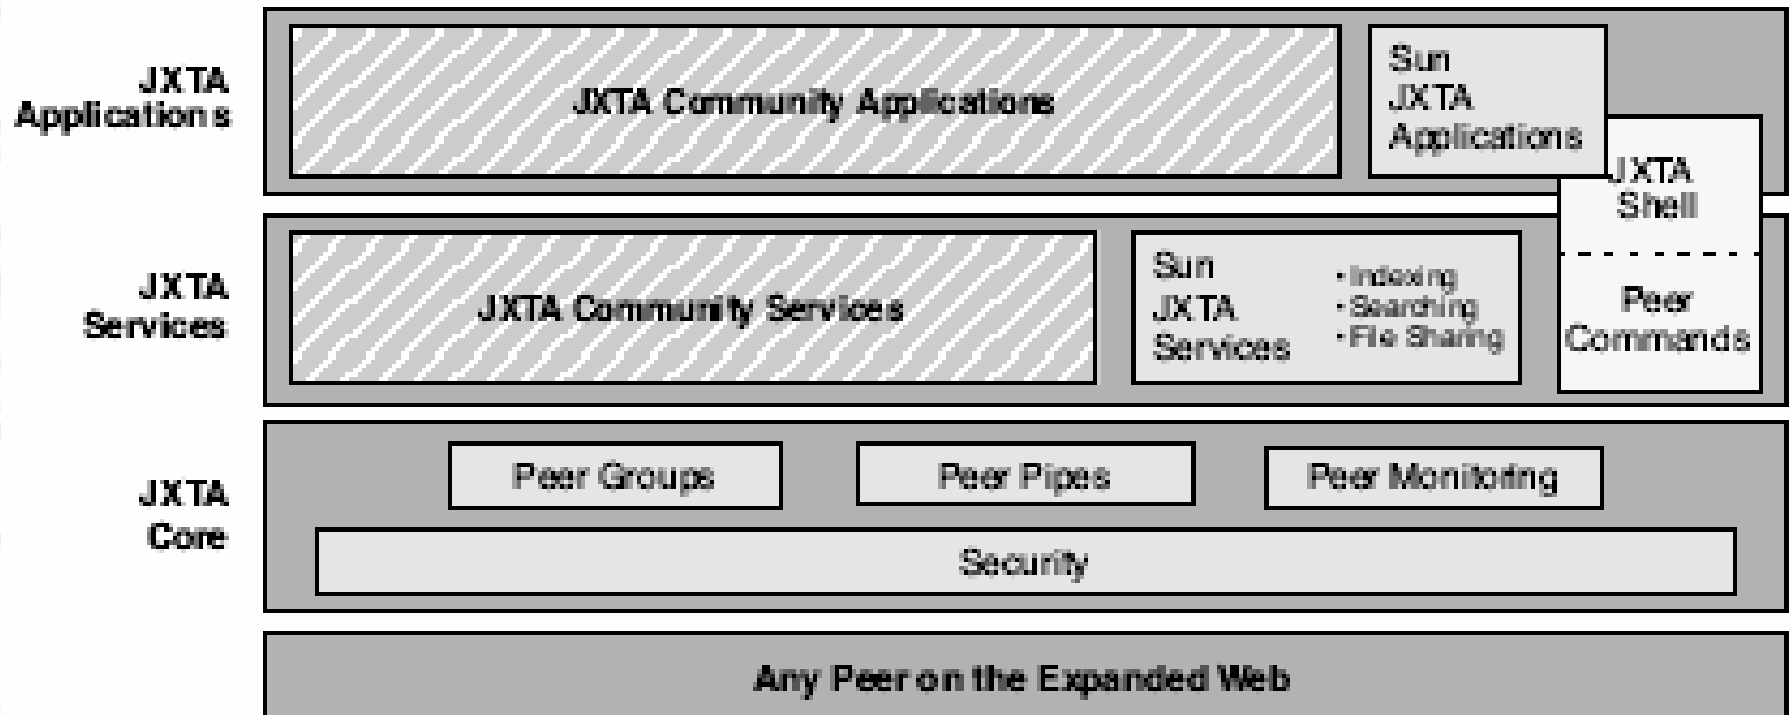 JXTA
Applications
JXTA Community Applications
Sun
JXTA
Applications
JXTA
Shell
JXTA
Services
JXTA Community Services
Sun
JXTA
Services
• Indexing
• Searching
• File Sharing
Peer
Commands
JXTA
Core
Peer Groups
Peer Pipes
Peer Monitoring
Security
Any Peer on the Expanded Web